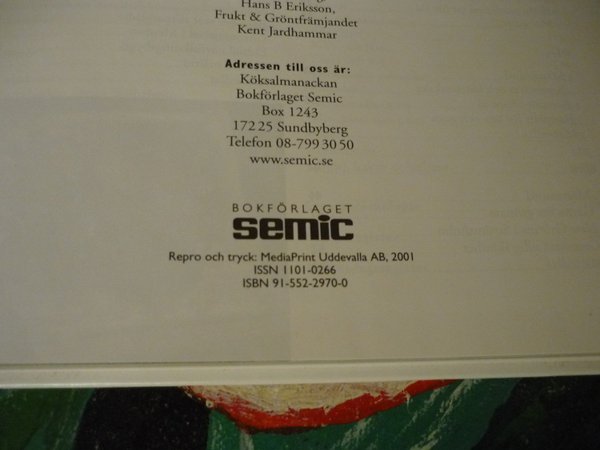 Hans B Eriksson,
Frukt & Gröntfrämjandet
Kent Jardhammar
Adressen till oss är:
Köksalmanackan
Bokförlaget Semic
Box 1243
172 25 Sundbyberg
Telefon 08-799 30 50
www.semic.se
BOKFÖRLAGET
semic
Repro och tryck: MediaPrint Uddevalla AB, 2001
ISSN 1101-0266
ISBN 91-552-2970-0